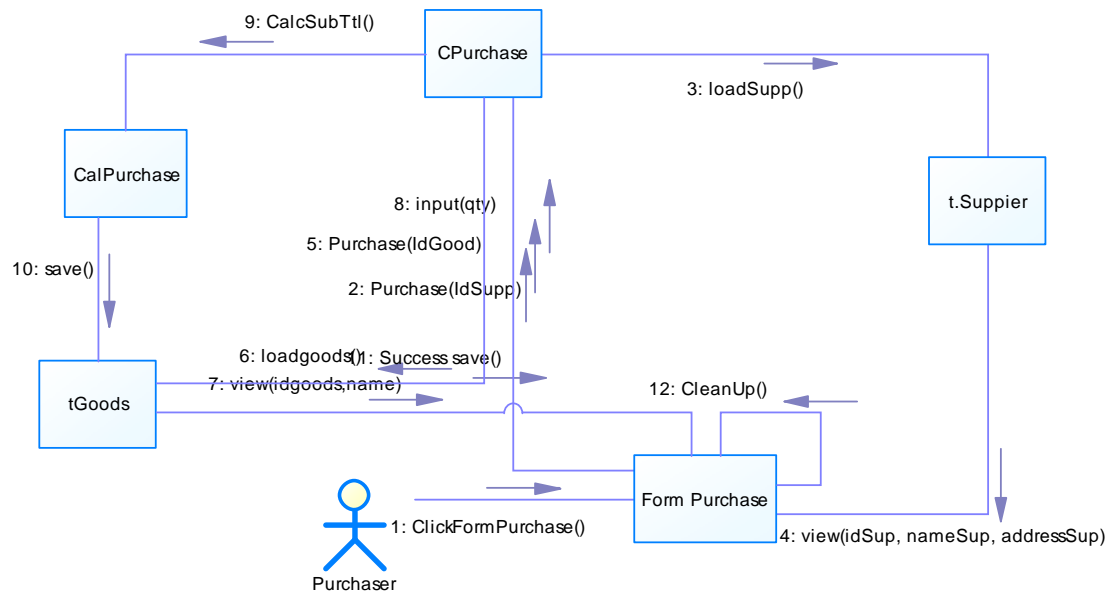 9: CalcSubTtl()
CPurchase
3: loadSupp()
CalPurchase
t.Suppier
8: input(qty)
5: Purchase(IdGood)
10: save()
2: Purchase(IdSupp)
6: loadgoods()
11: Success save()
7: view(idgoods,name)
12: CleanUp()
tGoods
Form Purchase
1: ClickFormPurchase()
4: view(idSup, nameSup, addressSup)
Purchaser